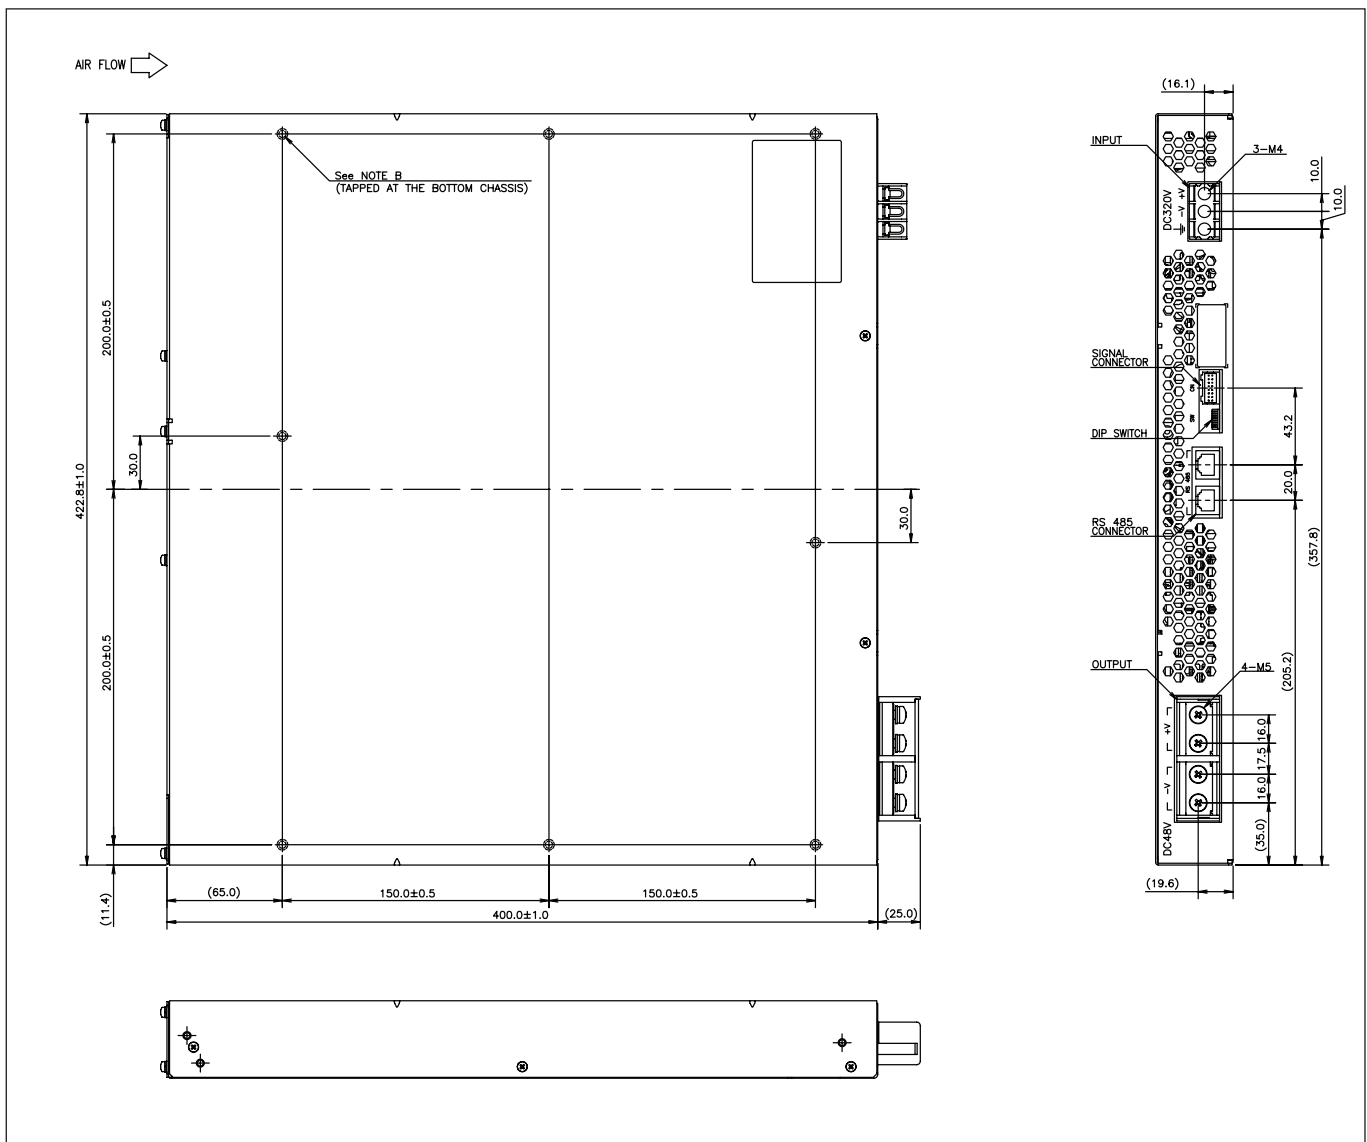 AIR FLOW
See NOTE B
(TAPPED AT THE BOTTOM CHASSIS)
200.0±0.5
30.0
422.8±1.0
200.0±0.5
(11.4)
30.0
(65.0)
150.0±0.5
150.0±0.5
400.0±1.0
(25.0)
(16.1)
INPUT
3-M4
10.0
10.0
DC320V
+V
-V
SIGNAL
CONNECTOR
CN
SW
DIP SWITCH
43.2
RS 485
20.0
RS 485
CONNECTOR
(357.8)
(205.2)
OUTPUT
4-M5
+V
-V
16.0
17.5
16.0
(35.0)
DC48V
(19.6)